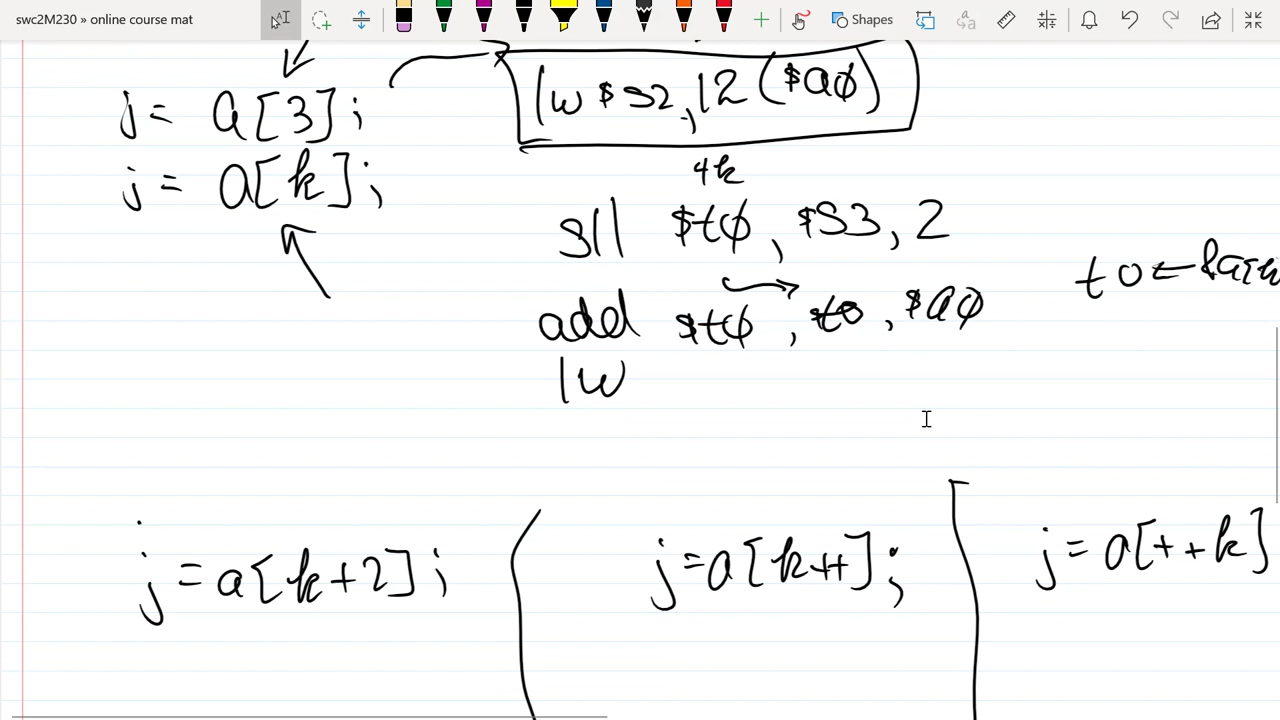 swc2M230 » online course mat
Shapes
j = a[3];
lw $s2, 12($a0)
j = a[k];
4k
sll $t0, $s3, 2
t0 ←
add $t0, t0, $a0
lw
j = a[k+2];
j = a[k++];
j = a[++k]